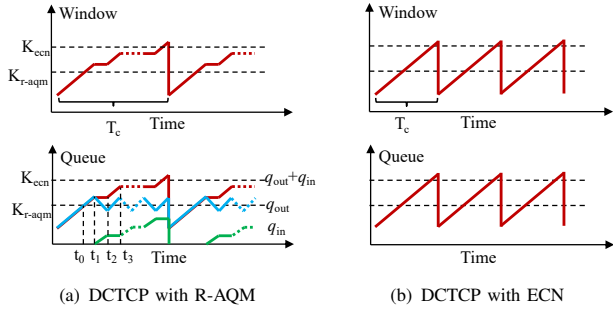 Window
K_ecn
K_r-aqm
T_c
Time
Queue
K_ecn
K_r-aqm
q_out+q_in
q_out
q_in
t_0 t_1 t_2 t_3 Time
(a) DCTCP with R-AQM
Window
T_c
Time
Queue
Time
(b) DCTCP with ECN